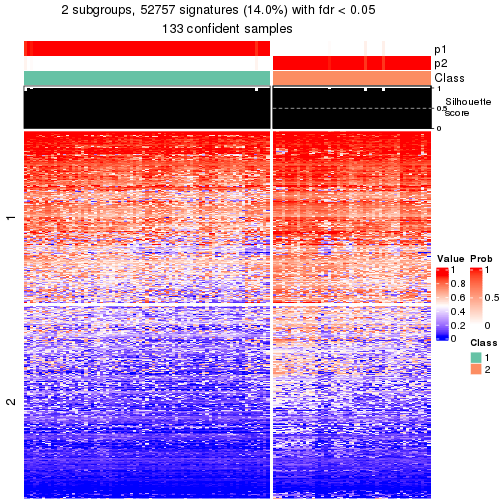 2 subgroups, 52757 signatures (14.0%) with fdr < 0.05
133 confident samples
p1
p2
Class
1
0.5
0
Silhouette
score
1
2
Value
1
0.8
0.6
0.4
0.2
0
Prob
1
0.5
0
Class
1
2